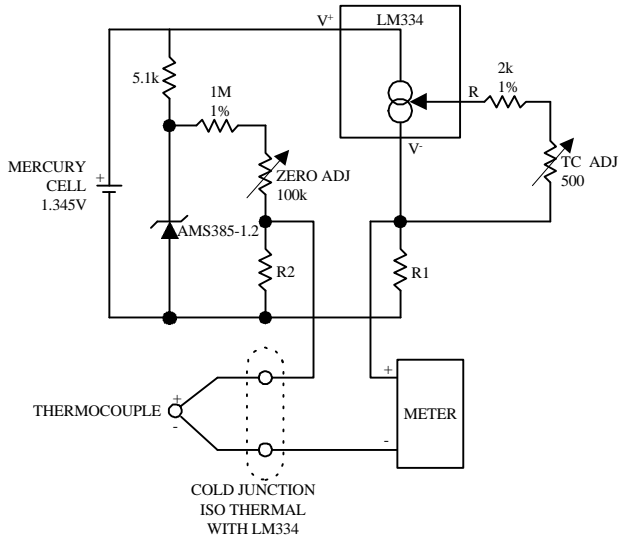 V+
LM334
5.1k
1M
1%
2k
1%
R
V-
MERCURY
CELL
1.345V
+
ZERO ADJ
100k
TC ADJ
500
AMS385-1.2
R2
R1
+
-
METER
THERMOCOUPLE
+
-
COLD JUNCTION
ISO THERMAL
WITH LM334